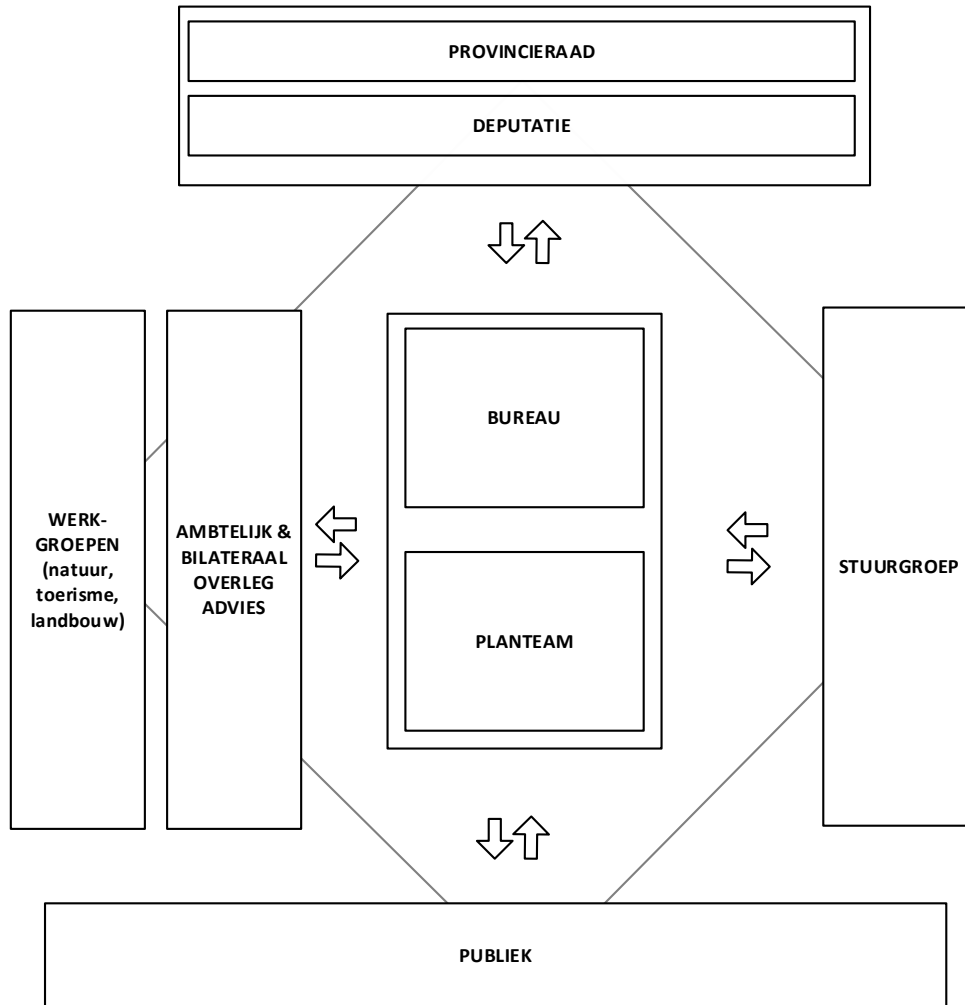 PROVINCIERAAD
DEPUTATIE
BUREAU
WERK-
GROEPEN
(natuur,
toerisme,
landbouw)
AMBTELIJK &
BILATERAAL
OVERLEG
ADVIES
STUURGROEP
PLANTEAM
PUBLIEK